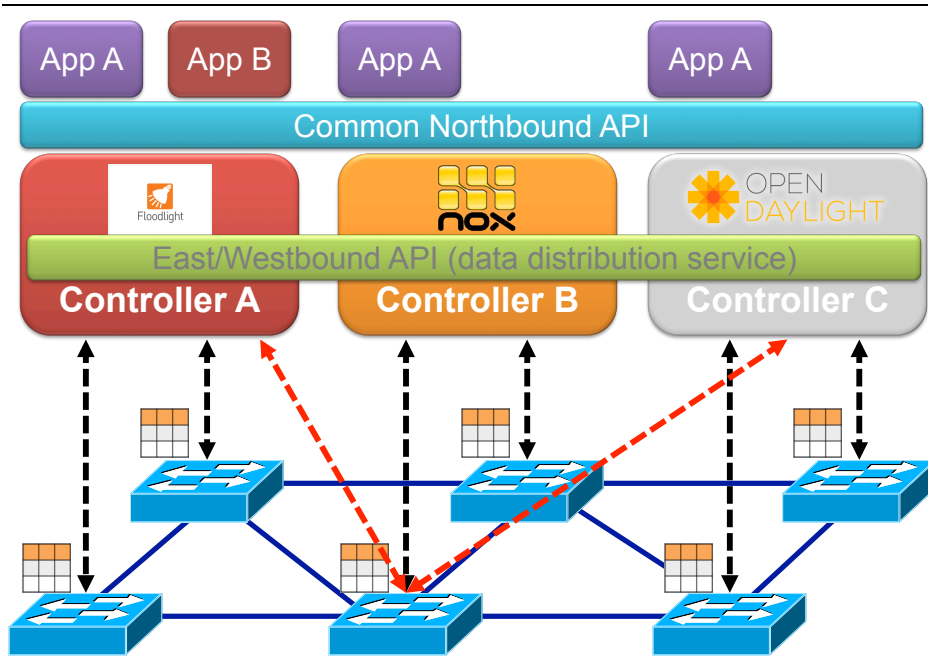 App A
App B
App A
App A
Common Northbound API
Floodlight
nox
OPEN
DAYLIGHT
East/Westbound API (data distribution service)
Controller A
Controller B
Controller C